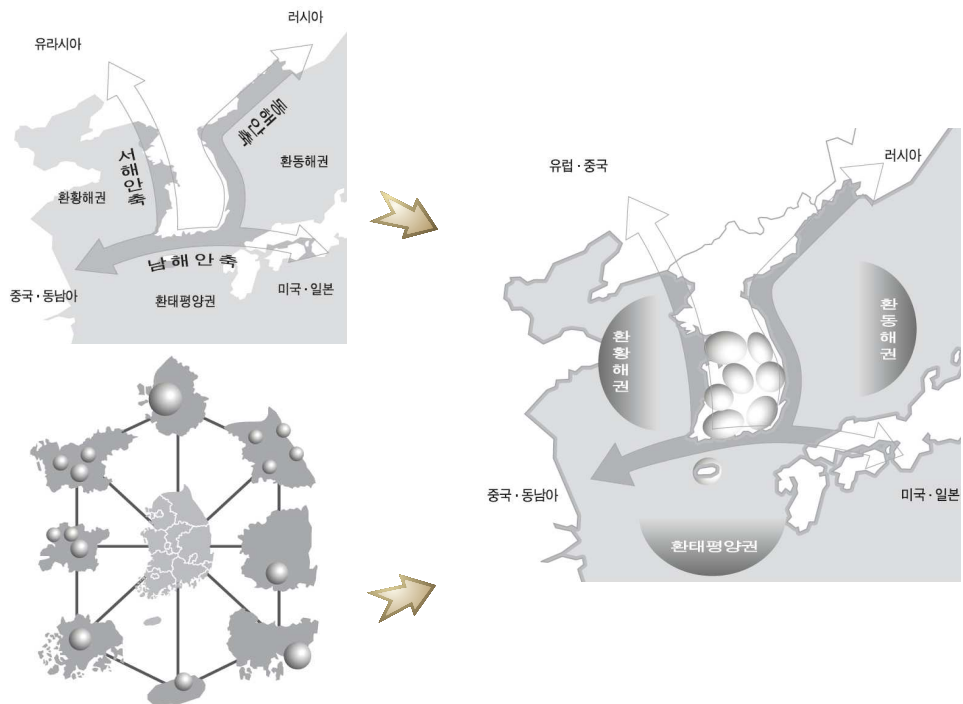 러시아
유라시아
동해안축
서해안축
환동해권
환황해권
남해안축
중국·동남아
환태평양권
미국·일본
유럽·중국
러시아
환황해권
환동해권
중국·동남아
미국·일본
환태평양권